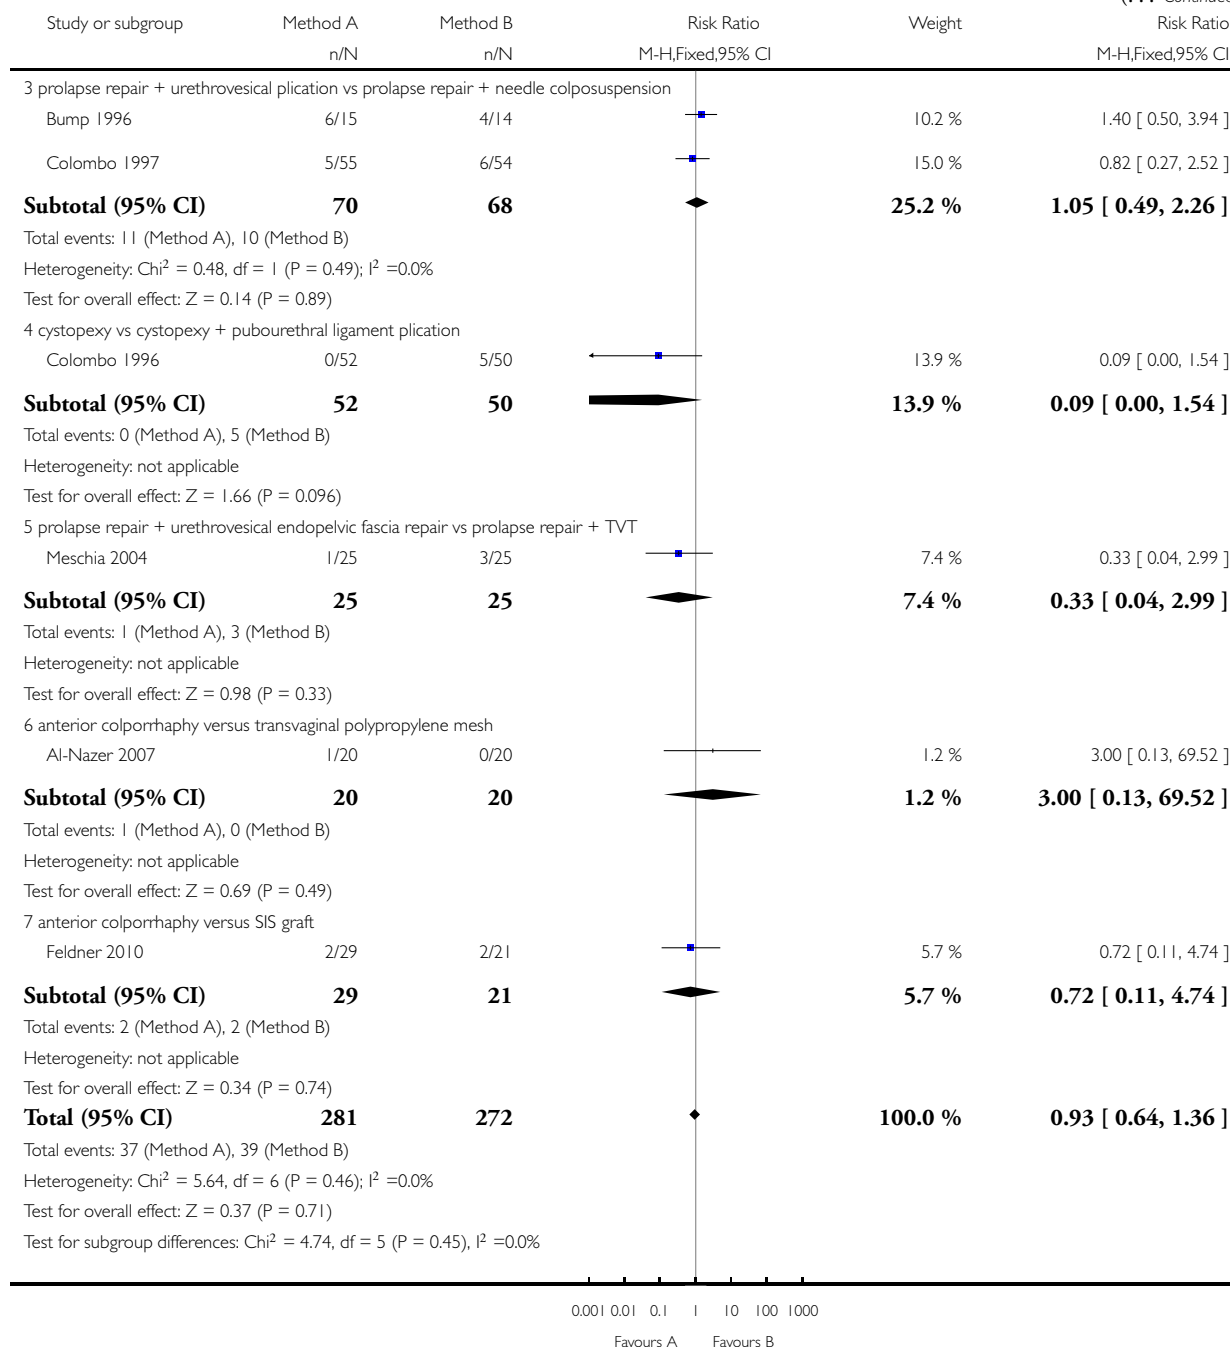 Study or subgroup Method A Method B Risk Ratio Weight Risk Ratio
n/N n/N M-H,Fixed,95% CI M-H,Fixed,95% CI
3 prolapse repair + urethrovesical plication vs prolapse repair + needle colposuspension
Bump 1996 6/15 4/14 10.2 % 1.40 [ 0.50, 3.94 ]
Colombo 1997 5/55 6/54 15.0 % 0.82 [ 0.27, 2.52 ]
Subtotal (95% CI) 70 68 25.2 % 1.05 [ 0.49, 2.26 ]
Total events: 11 (Method A), 10 (Method B)
Heterogeneity: Chi² = 0.48, df = 1 (P = 0.49); I² =0.0%
Test for overall effect: Z = 0.14 (P = 0.89)
4 cystopexy vs cystopexy + pubourethral ligament plication
Colombo 1996 0/52 5/50 13.9 % 0.09 [ 0.00, 1.54 ]
Subtotal (95% CI) 52 50 13.9 % 0.09 [ 0.00, 1.54 ]
Total events: 0 (Method A), 5 (Method B)
Heterogeneity: not applicable
Test for overall effect: Z = 1.66 (P = 0.096)
5 prolapse repair + urethrovesical endopelvic fascia repair vs prolapse repair + TVT
Meschia 2004 1/25 3/25 7.4 % 0.33 [ 0.04, 2.99 ]
Subtotal (95% CI) 25 25 7.4 % 0.33 [ 0.04, 2.99 ]
Total events: 1 (Method A), 3 (Method B)
Heterogeneity: not applicable
Test for overall effect: Z = 0.98 (P = 0.33)
6 anterior colporrhaphy versus transvaginal polypropylene mesh
Al-Nazer 2007 1/20 0/20 1.2 % 3.00 [ 0.13, 69.52 ]
Subtotal (95% CI) 20 20 1.2 % 3.00 [ 0.13, 69.52 ]
Total events: 1 (Method A), 0 (Method B)
Heterogeneity: not applicable
Test for overall effect: Z = 0.69 (P = 0.49)
7 anterior colporrhaphy versus SIS graft
Feldner 2010 2/29 2/21 5.7 % 0.72 [ 0.11, 4.74 ]
Subtotal (95% CI) 29 21 5.7 % 0.72 [ 0.11, 4.74 ]
Total events: 2 (Method A), 2 (Method B)
Heterogeneity: not applicable
Test for overall effect: Z = 0.34 (P = 0.74)
Total (95% CI) 281 272 100.0 % 0.93 [ 0.64, 1.36 ]
Total events: 37 (Method A), 39 (Method B)
Heterogeneity: Chi² = 5.64, df = 6 (P = 0.46); I² =0.0%
Test for overall effect: Z = 0.37 (P = 0.71)
Test for subgroup differences: Chi² = 4.74, df = 5 (P = 0.45), I² =0.0%
0.001 0.01 0.1 1 10 100 1000
Favours A Favours B